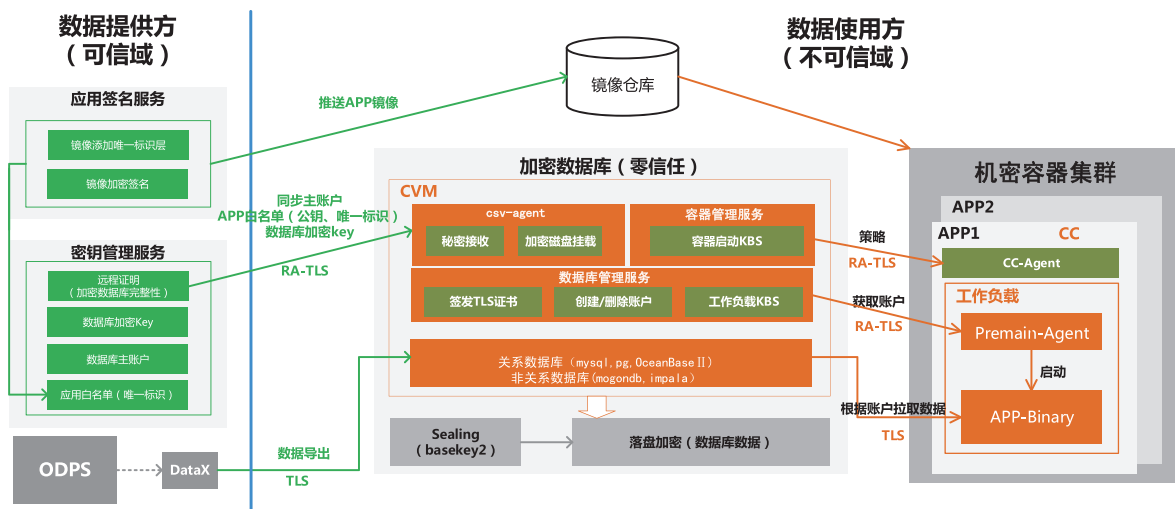 数据提供方
（可信域）
应用签名服务
镜像添加唯一标识层
镜像加密签名
密钥管理服务
远程证明
（加密数据库完整性）
数据库加密Key
数据库主账户
应用白名单（唯一标识）
ODPS
DataX
推送APP镜像
同步主账户
APP白名单（公钥、唯一标识）
数据库加密key
RA-TLS
数据导出
TLS
数据使用方
（不可信域）
镜像仓库
加密数据库（零信任）
CVM
csv-agent
秘密接收
加密磁盘挂载
容器管理服务
容器启动KBS
数据库管理服务
签发TLS证书
创建/删除账户
工作负载KBS
关系数据库（mysql,pg,OceanBaseⅡ）
非关系数据库(mogondb,impala)
Sealing
（basekey2）
落盘加密（数据库数据）
策略
RA-TLS
获取账户
RA-TLS
根据账户拉取数据
TLS
机密容器集群
APP2
APP1
CC
CC-Agent
工作负载
Premain-Agent
启动
APP-Binary